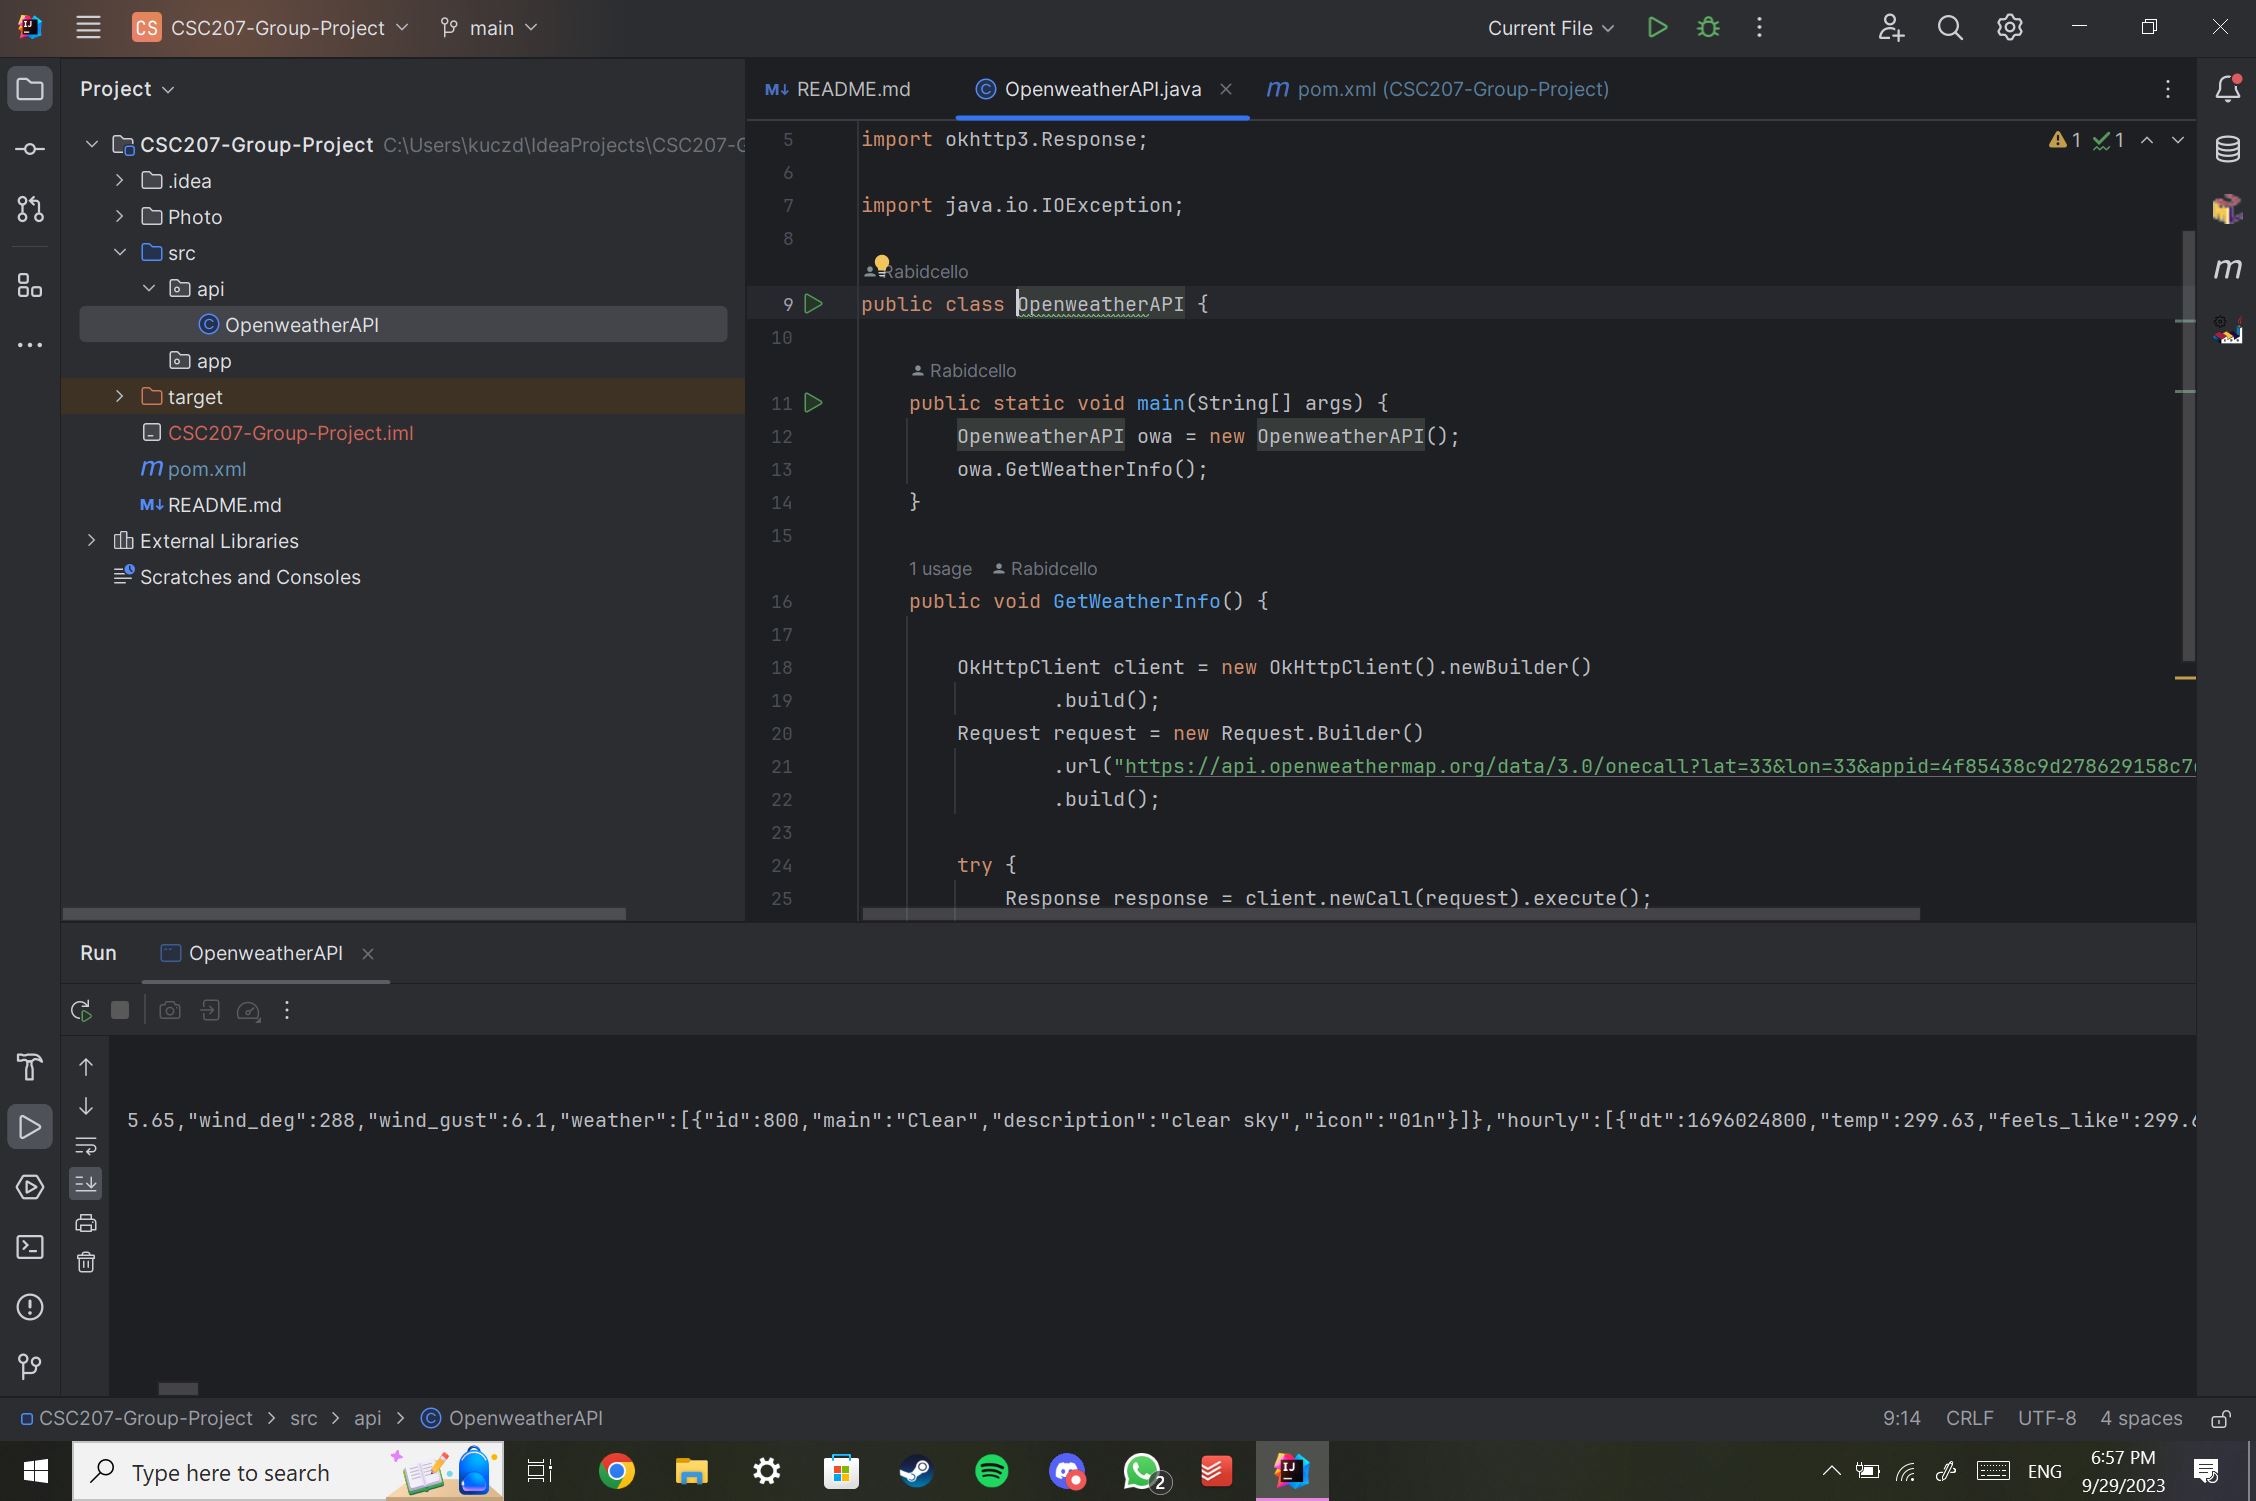 CS CSC207-Group-Project main Current File
Project
CSC207-Group-Project C:\Users\kuczd\IdeaProjects\CSC207-G
.idea
Photo
src
api
OpenweatherAPI
app
target
CSC207-Group-Project.iml
m pom.xml
M↓ README.md
External Libraries
Scratches and Consoles
M↓ README.md OpenweatherAPI.java m pom.xml (CSC207-Group-Project)
1 1
5 import okhttp3.Response;
6
7 import java.io.IOException;
8
Rabidcello
9 public class OpenweatherAPI {
10
Rabidcello
11 public static void main(String[] args) {
12 OpenweatherAPI owa = new OpenweatherAPI();
13 owa.GetWeatherInfo();
14 }
15
1 usage Rabidcello
16 public void GetWeatherInfo() {
17
18 OkHttpClient client = new OkHttpClient().newBuilder()
19 .build();
20 Request request = new Request.Builder()
21 .url("https://api.openweathermap.org/data/3.0/onecall?lat=33&lon=33&appid=4f85438c9d278629158c7
22 .build();
23
24 try {
25 Response response = client.newCall(request).execute();
m
Run OpenweatherAPI
5.65,"wind_deg":288,"wind_gust":6.1,"weather":[{"id":800,"main":"Clear","description":"clear sky","icon":"01n"}]},"hourly":[{"dt":1696024800,"temp":299.63,"feels_like":299.6
CSC207-Group-Project > src > api > OpenweatherAPI 9:14 CRLF UTF-8 4 spaces
Type here to search
2
ENG
6:57 PM
9/29/2023